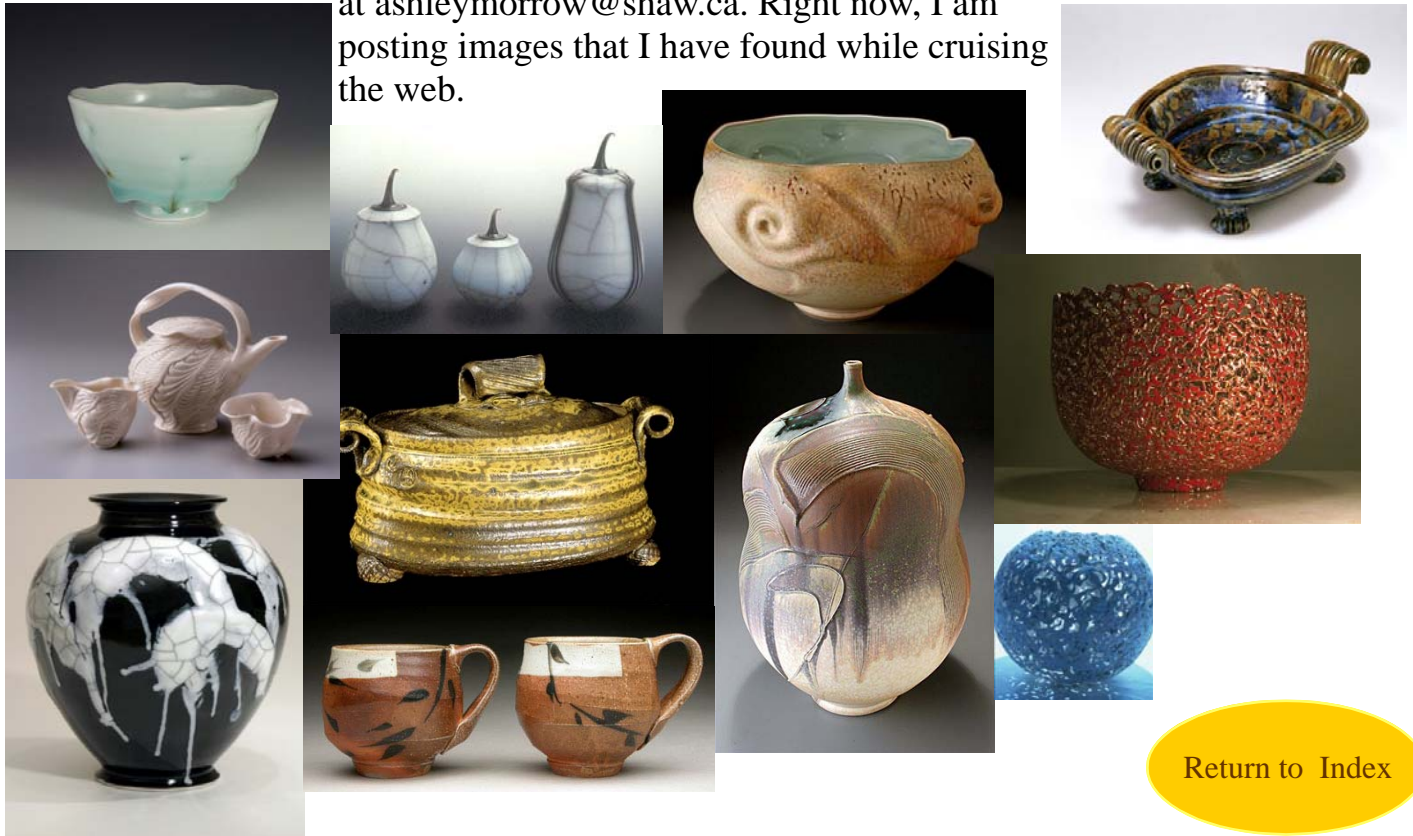 at ashleymorrow@shaw.ca. Right now, I am
posting images that I have found while cruising
the web.
Return to Index